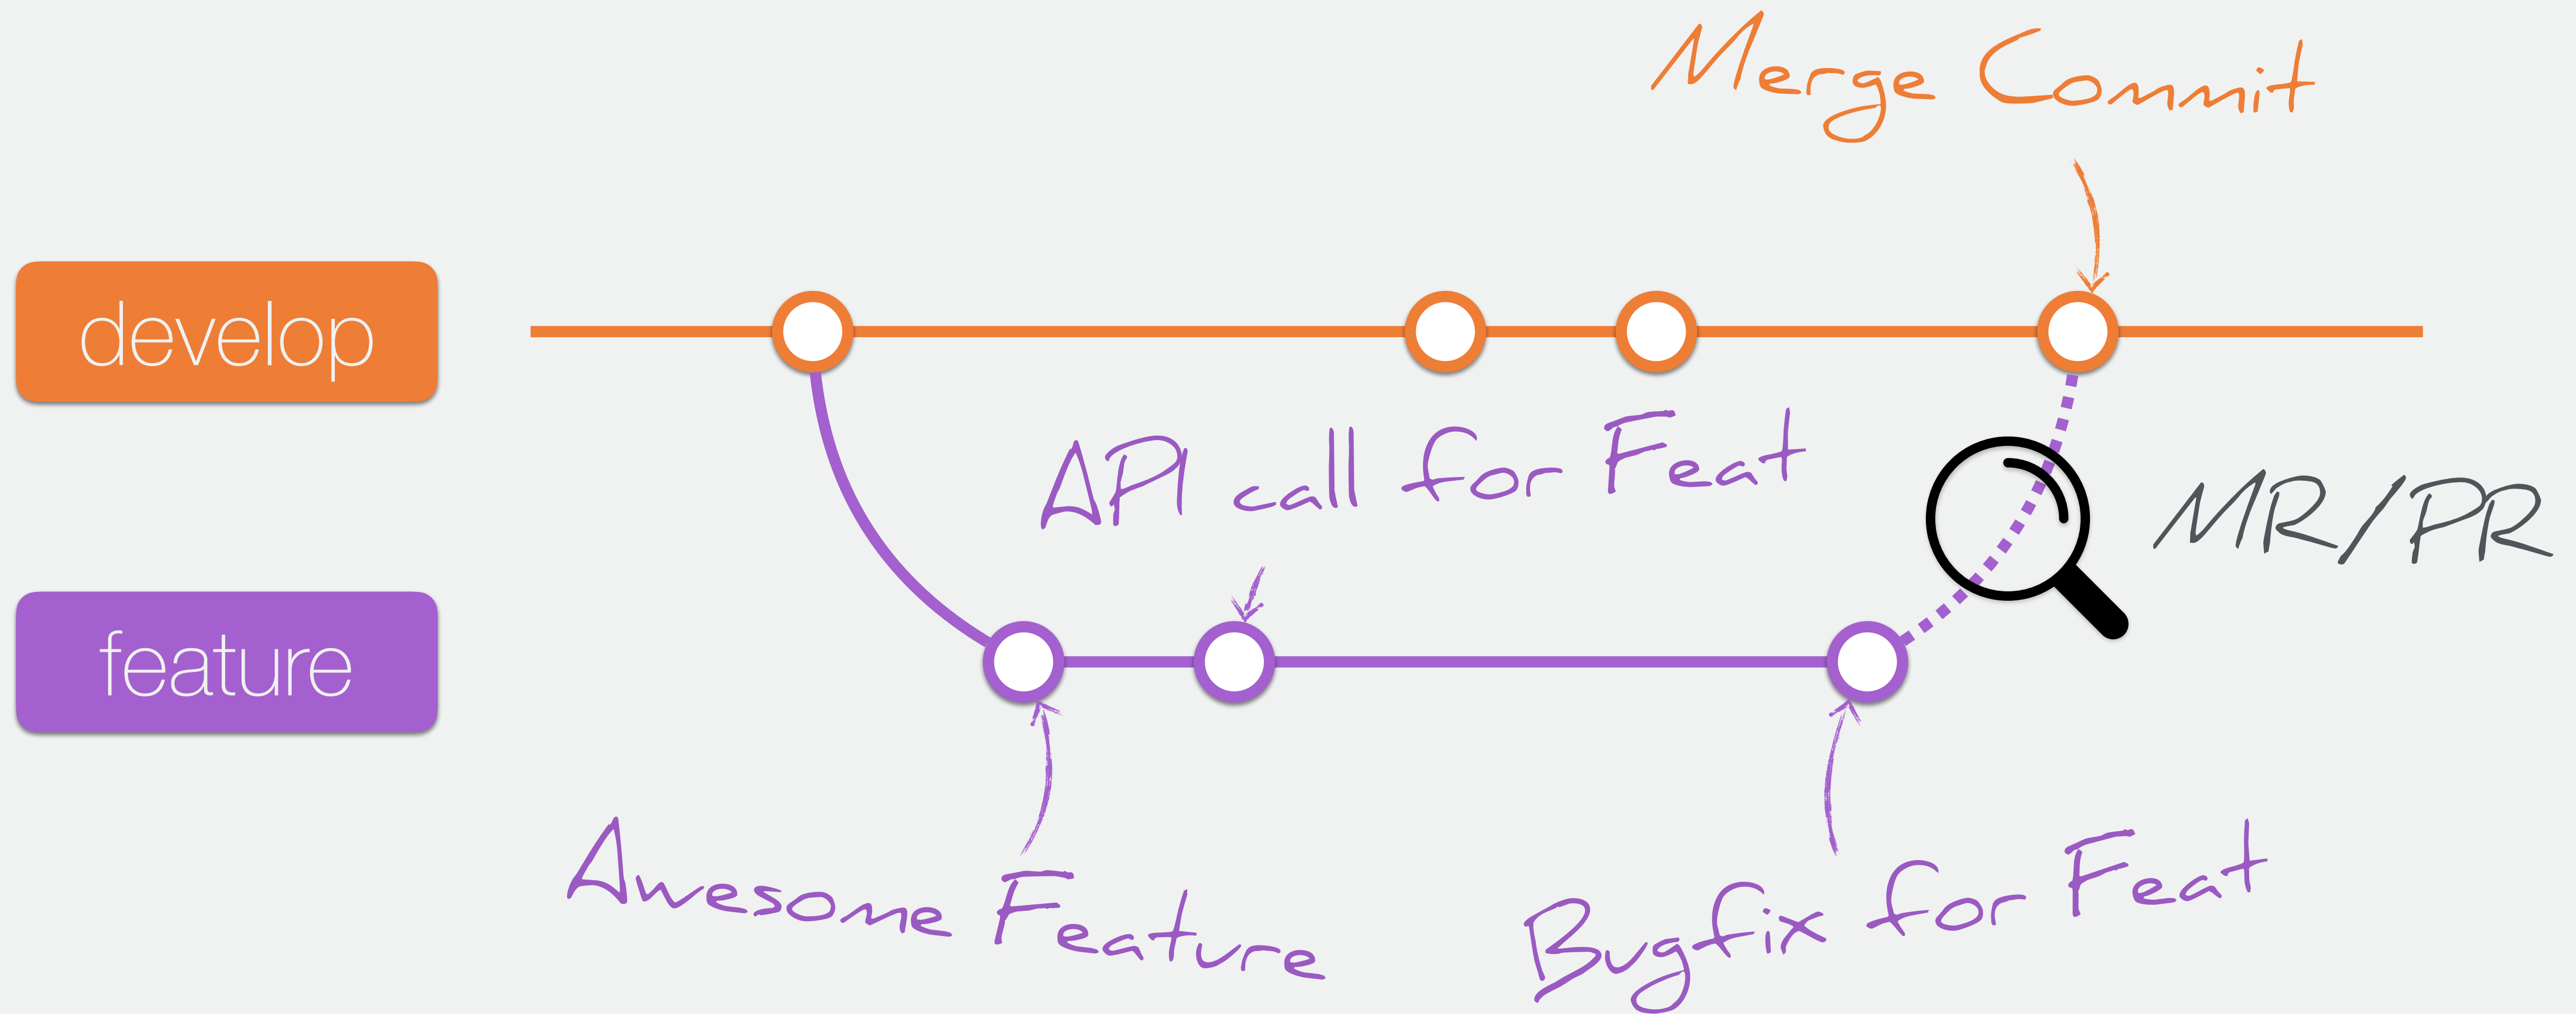 Merge Commit
develop
API call for Feat
MR/PR
feature
Awesome Feature
Bugfix for Feat